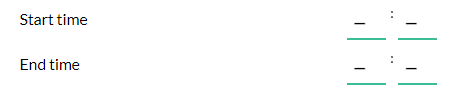 Start time _ : _
End time _ : _